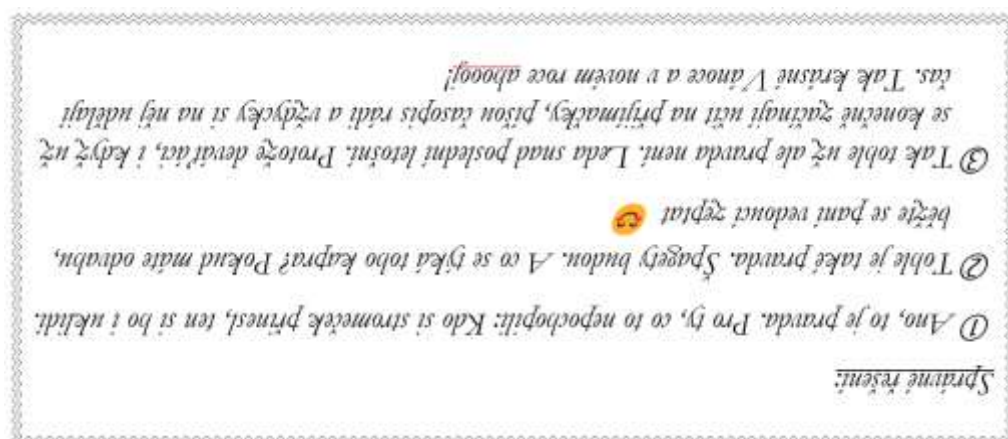 Správné řešení:
① Ano, to je pravda. Pro ty, co to nepochopili: Kdo si stromeček přinesl, ten si ho i uklidí.
② Tohle je také pravda. Špagety budou. A co se týká toho kapra? Pokud máte odvahu,
běžte se paní vedoucí zeptat
③ Tak tohle už ale pravda není. Leda snad poslední letošní. Protože deváťáci, i když už
se konečně začínají učit na přijímačky, píšou časopis rádi a vždycky si na něj udělají
čas. Tak krásné Vánoce a v novém roce ahoooj!